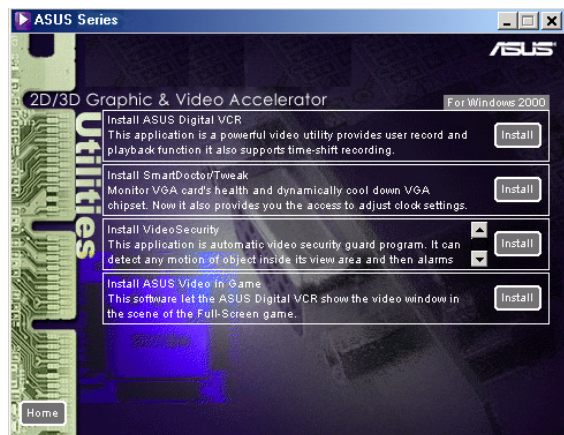 ASUS Series
ASUS
2D/3D Graphic & Video Accelerator
For Windows 2000
Utilities
Install ASUS Digital VCR
This application is a powerful video utility provides user record and
playback function it also supports time-shift recording.
Install
Install SmartDoctor/Tweak
Monitor VGA card's health and dynamically cool down VGA
chipset. Now it also provides you the access to adjust clock settings.
Install
Install VideoSecurity
This application is automatic video security guard program. It can
detect any motion of object inside its view area and then alarms
Install
Install ASUS Video in Game
This software let the ASUS Digital VCR show the video window in
the scene of the Full-Screen game.
Install
Home